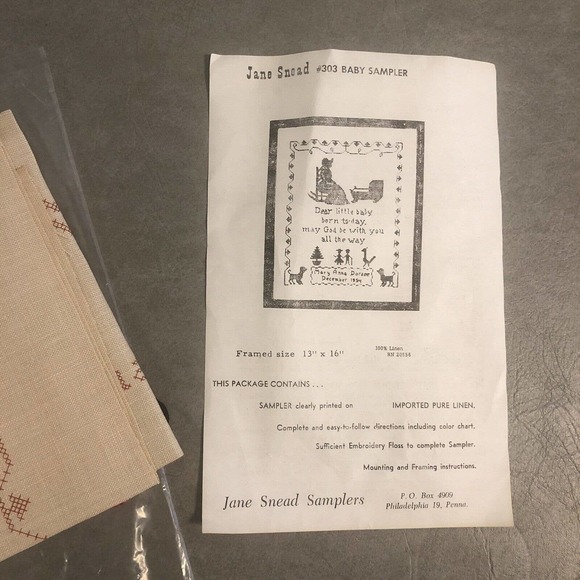 Jane Snead #303 BABY SAMPLER
Dear little baby
born to-day,
may God be with you
all the way
Mary Anna Dorsee
December 1954
Framed size 13" x 16"
100% Linen
RN 20558
THIS PACKAGE CONTAINS . . .
SAMPLER clearly printed on IMPORTED PURE LINEN.
Complete and easy-to-follow directions including color chart.
Sufficient Embroidery Floss to complete Sampler.
Mounting and Framing instructions.
Jane Snead Samplers
P. O. Box 4909
Philadelphia 19, Penna.